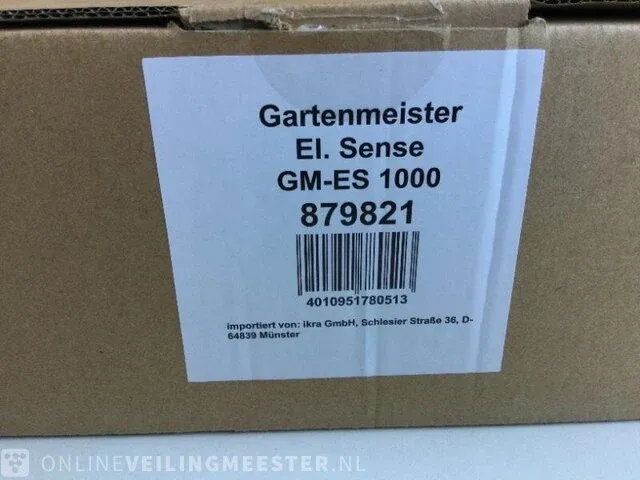 Gartenmeister
El. Sense
GM-ES 1000
879821
4010951780513
importiert von: ikra GmbH, Schlesier Straße 36, D-
64839 Münster
ONLINEVEILINGMEESTER.NL